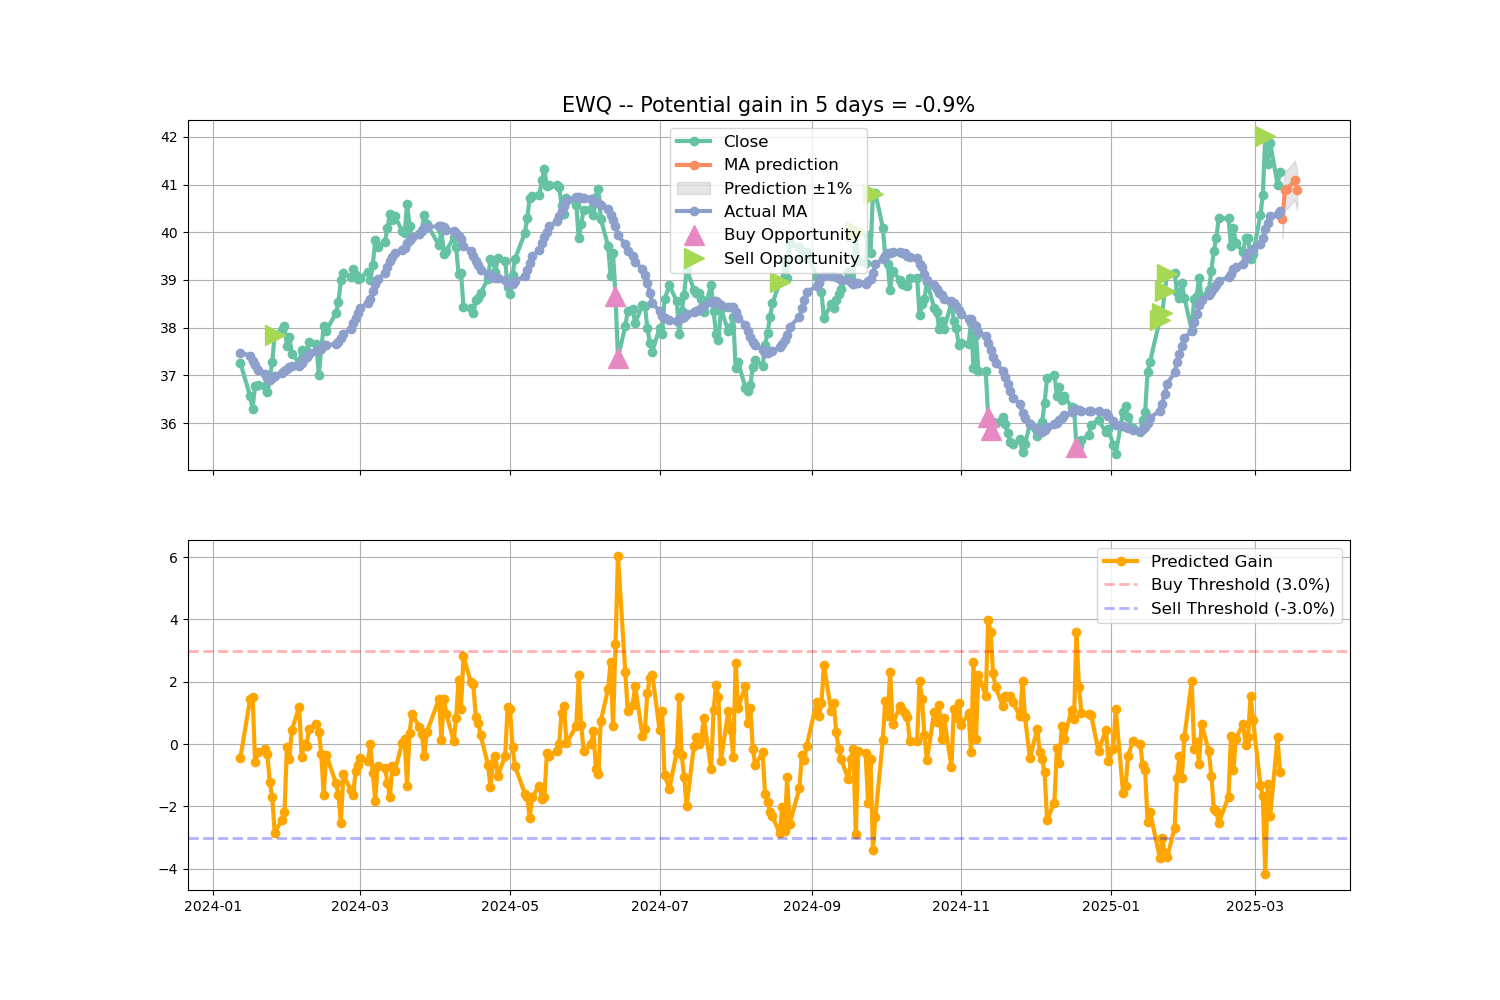 EWQ -- Potential gain in 5 days = -0.9%
42
41
40
39
38
37
36
Close
MA prediction
Prediction ±1%
Actual MA
Buy Opportunity
Sell Opportunity
6
4
2
0
−2
−4
Predicted Gain
Buy Threshold (3.0%)
Sell Threshold (-3.0%)
2024-01 2024-03 2024-05 2024-07 2024-09 2024-11 2025-01 2025-03